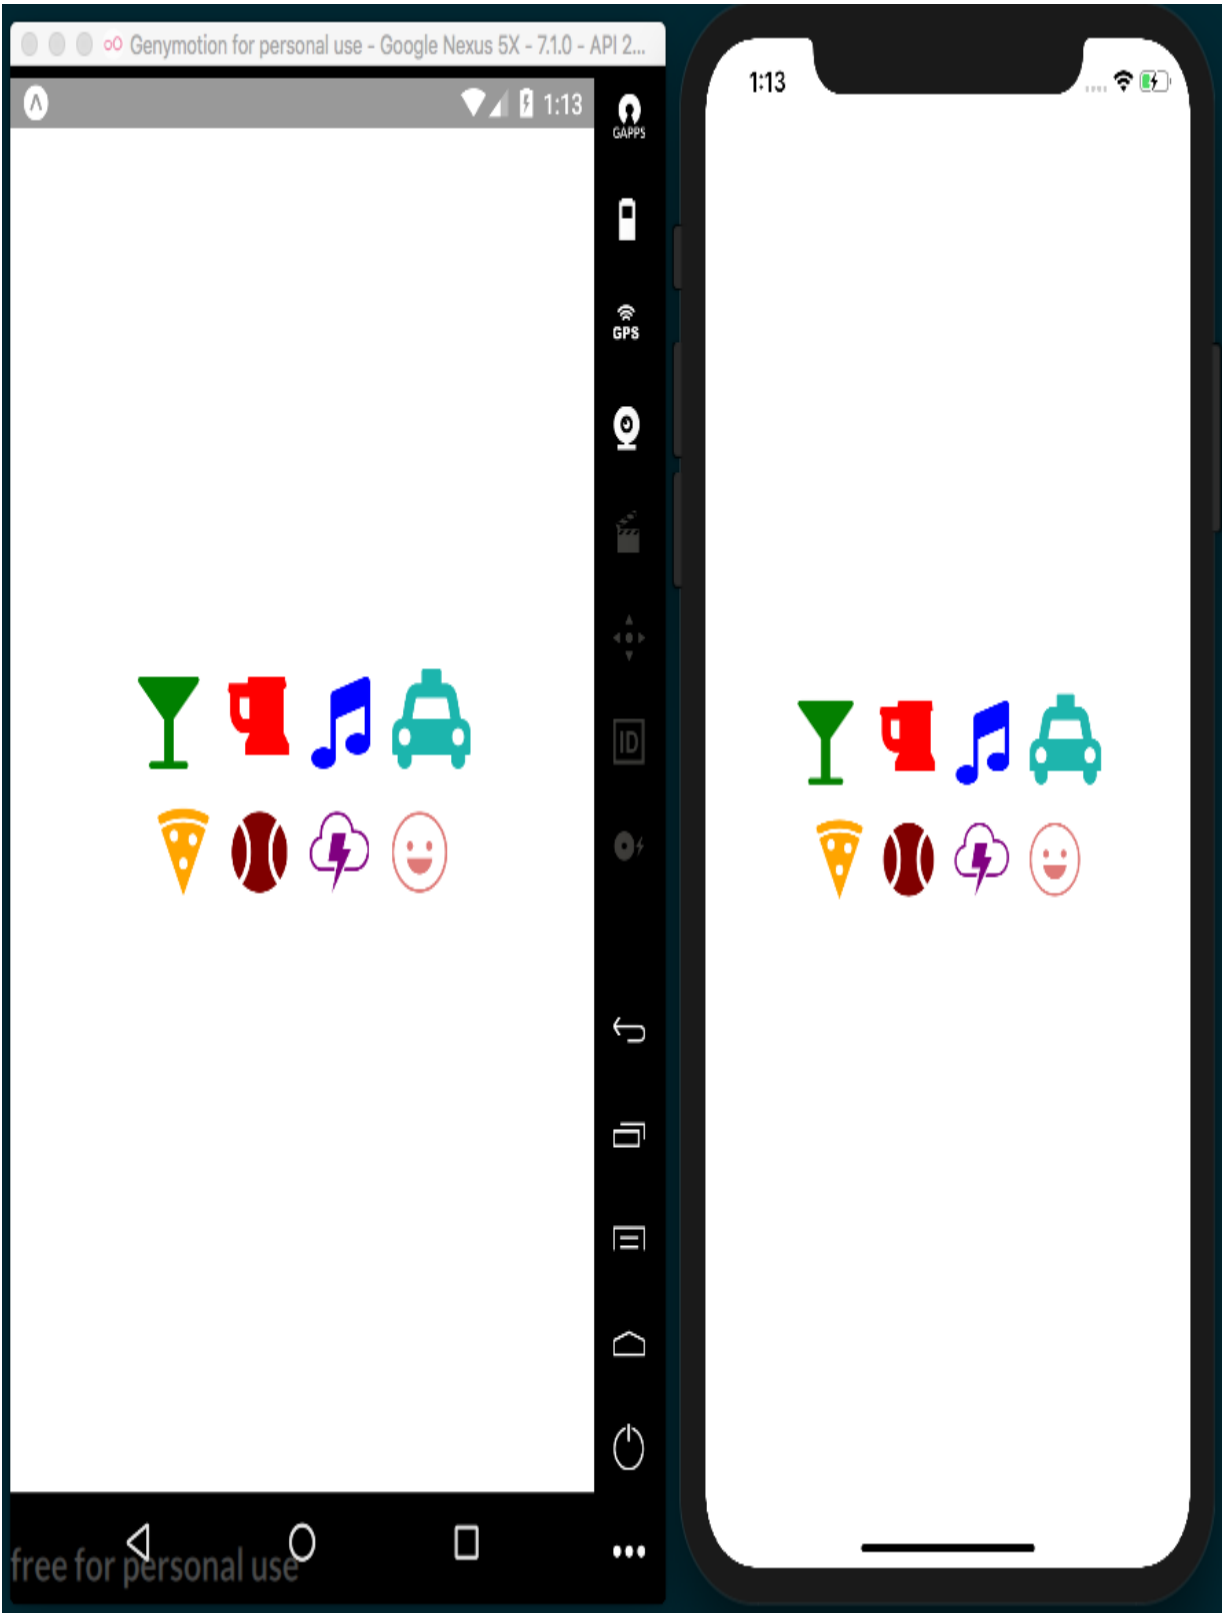 Genymotion for personal use - Google Nexus 5X - 7.1.0 - API 2...
1:13
GAPPS
GPS
ID
free for personal use
1:13